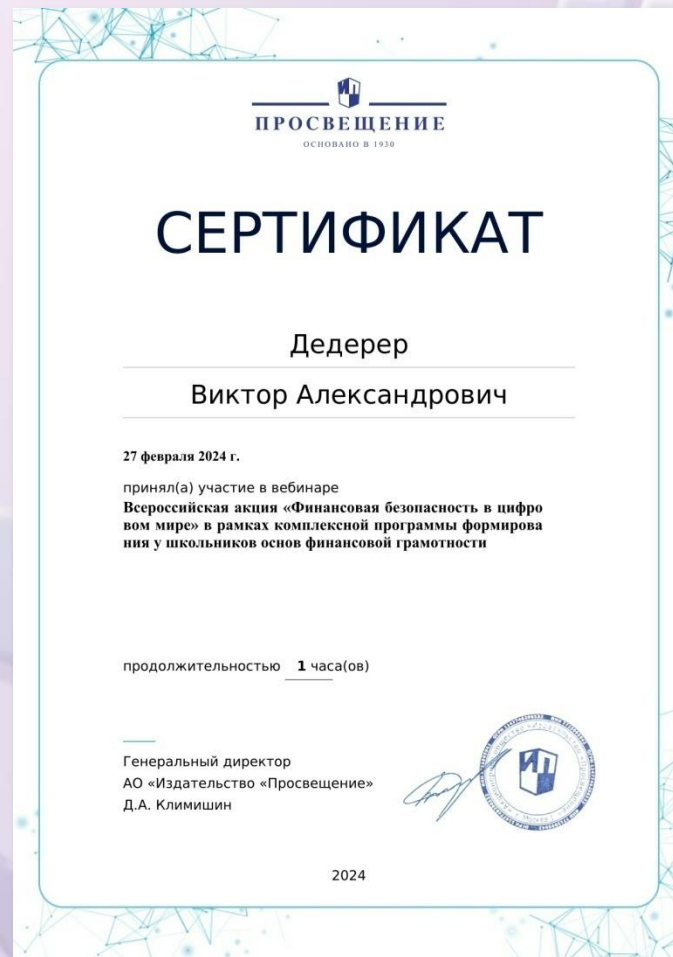 ПРОСВЕЩЕНИЕ
ОСНОВАНО В 1930
СЕРТИФИКАТ
Дедерер
Виктор Александрович
27 февраля 2024 г.
принял(а) участие в вебинаре
Всероссийская акция «Финансовая безопасность в цифро
вом мире» в рамках комплексной программы формирова
ния у школьников основ финансовой грамотности
продолжительностью 1 часа(ов)
Генеральный директор
АО «Издательство «Просвещение»
Д.А. Климишин
2024